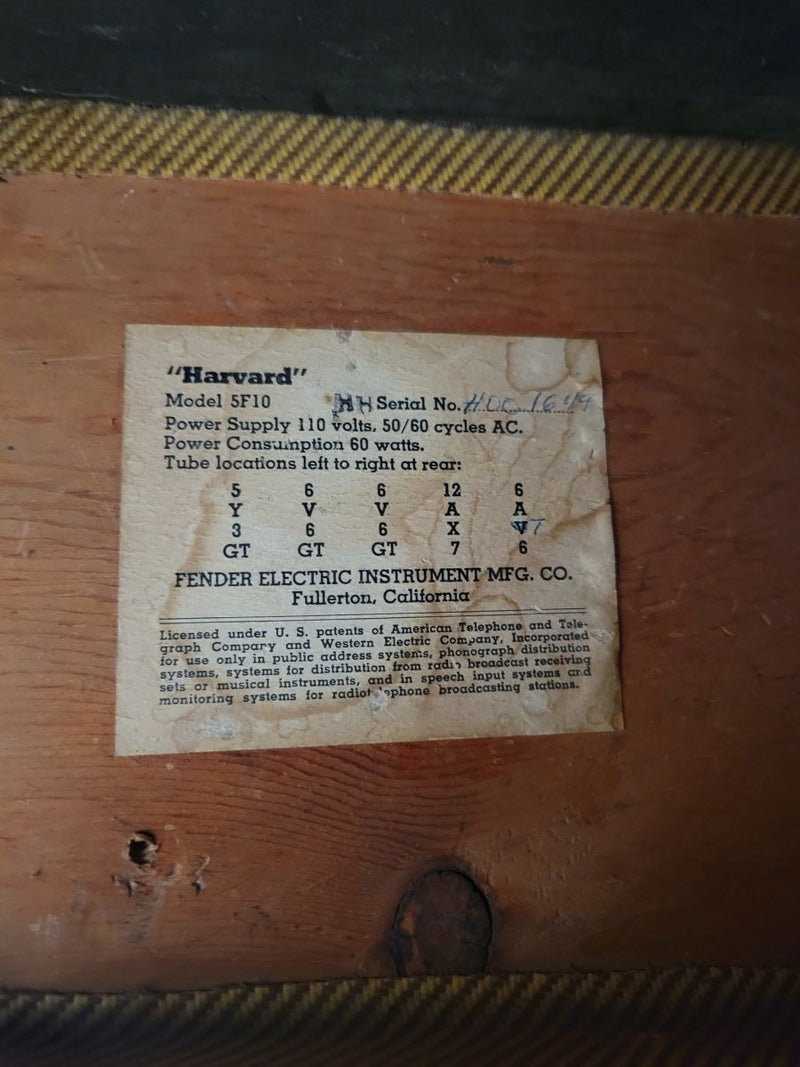 "Harvard"
Model 5F10 HH Serial No.
Power Supply 110 volts, 50/60 cycles AC.
Power Consumption 60 watts.
Tube locations left to right at rear:
5 6 6 12 6
Y V V A A
3 6 6 X V T
GT GT GT 7 6
FENDER ELECTRIC INSTRUMENT MFG. CO.
Fullerton, California
Licensed under U. S. patents of American Telephone and Tele-
graph Company and Western Electric Company, Incorporated
for use only in public address systems, phonograph distribution
systems, systems for distribution from radio broadcast receiving
sets or musical instruments, and in speech input systems and
monitoring systems for radiotelephone broadcasting stations.